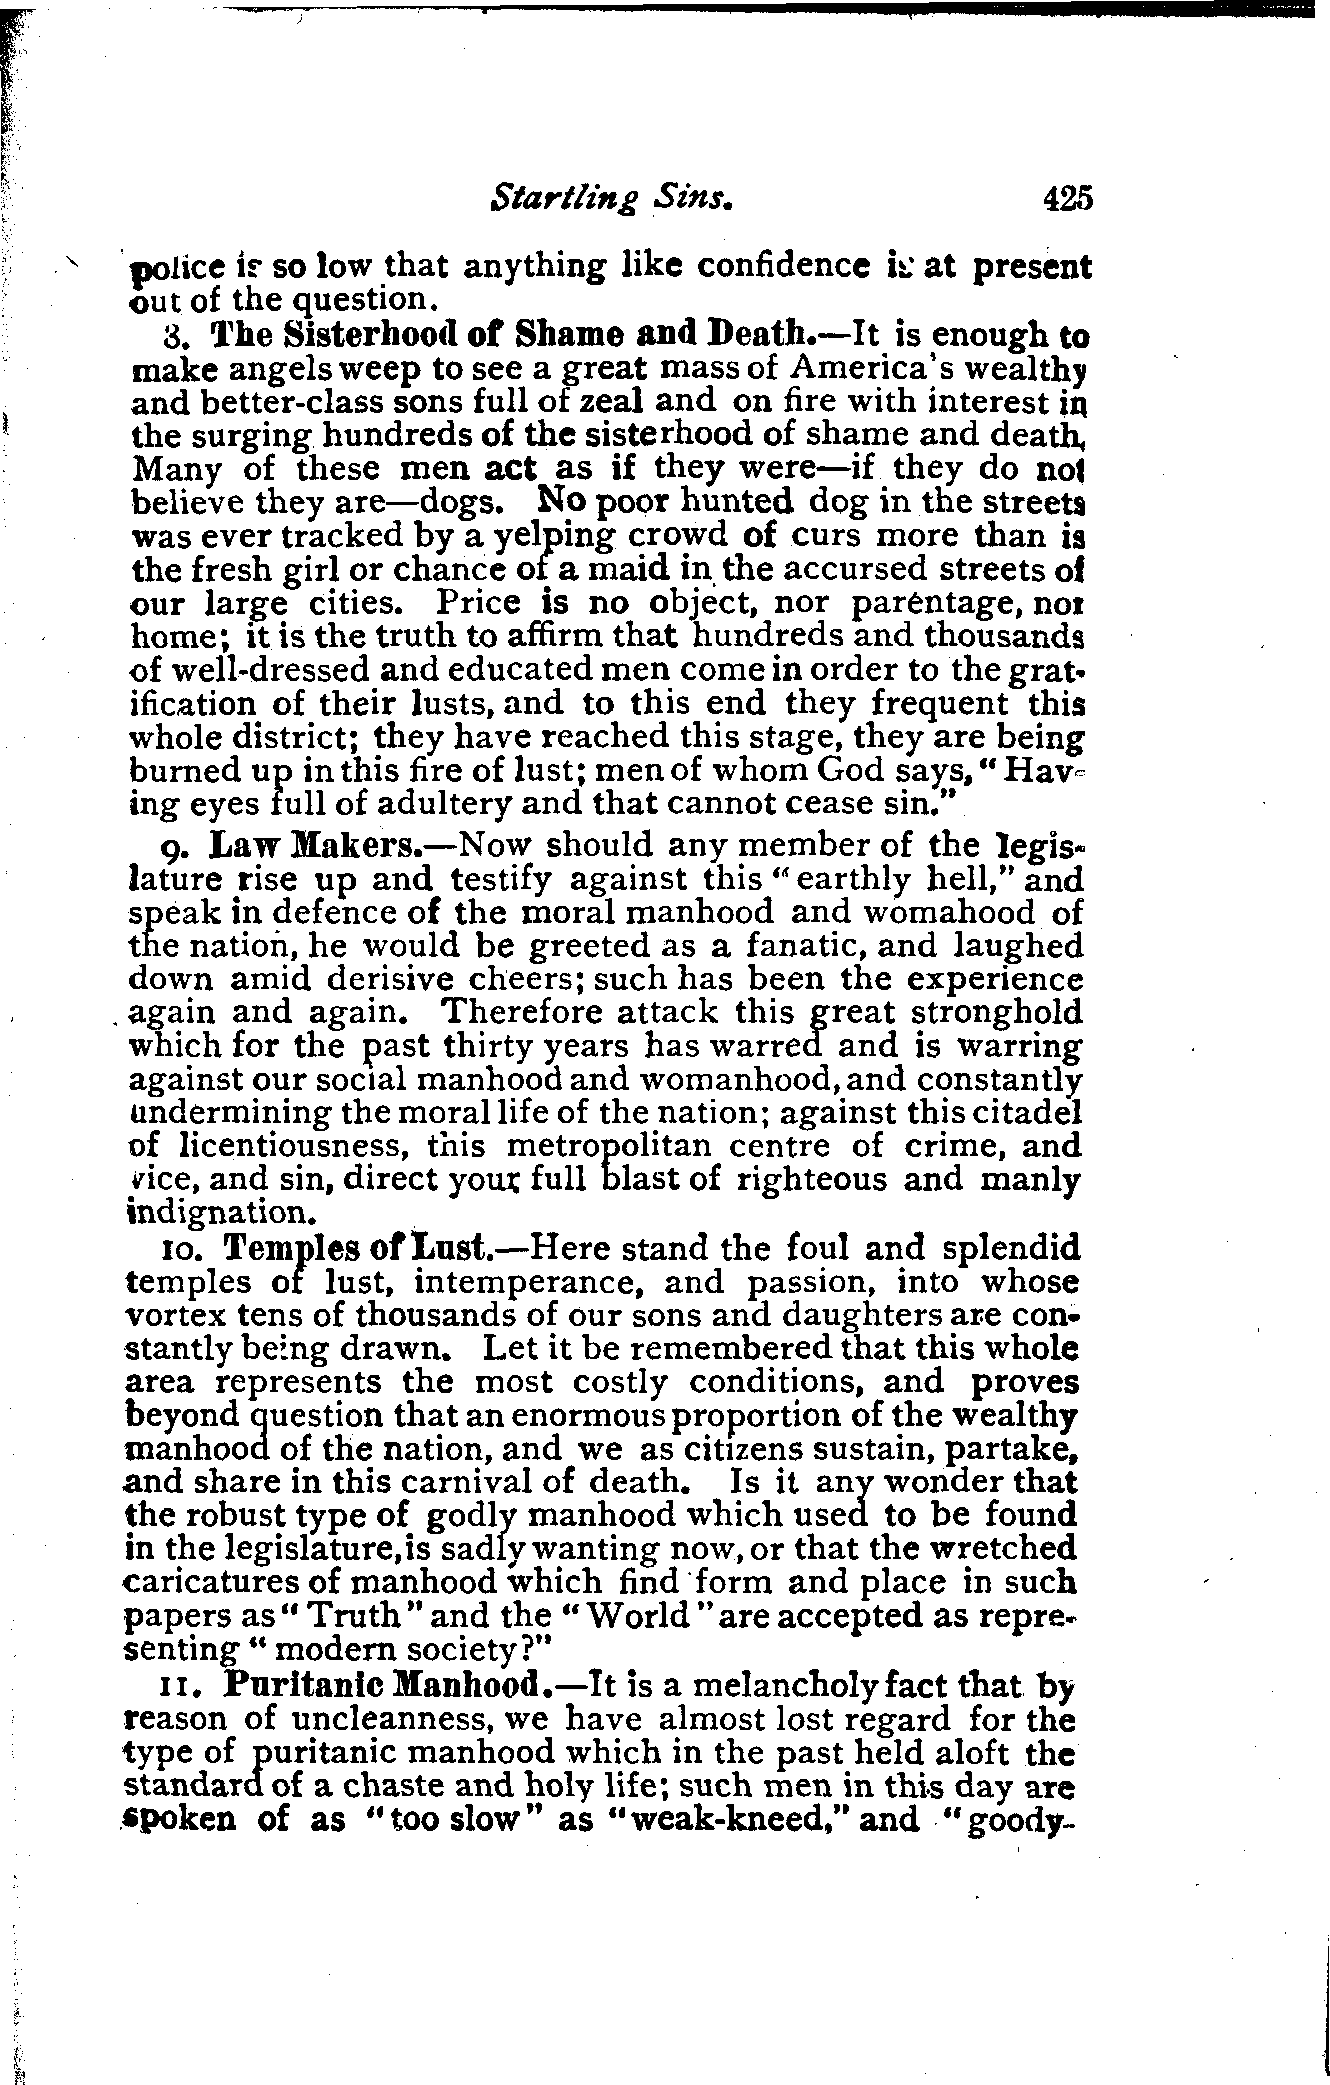 Startling Sins. 425
police is so low that anything like confidence is at present
out of the question.
8. The Sisterhood of Shame and Death.—It is enough to
make angels weep to see a great mass of America's wealthy
and better-class sons full of zeal and on fire with interest in
the surging hundreds of the sisterhood of shame and death,
Many of these men act as if they were—if they do not
believe they are—dogs. No poor hunted dog in the streets
was ever tracked by a yelping crowd of curs more than is
the fresh girl or chance of a maid in the accursed streets of
our large cities. Price is no object, nor parentage, nor
home; it is the truth to affirm that hundreds and thousands
of well-dressed and educated men come in order to the grat-
ification of their lusts, and to this end they frequent this
whole district; they have reached this stage, they are being
burned up in this fire of lust; men of whom God says, "Hav-
ing eyes full of adultery and that cannot cease sin."
9. Law Makers.—Now should any member of the legis-
lature rise up and testify against this "earthly hell," and
speak in defence of the moral manhood and womahood of
the nation, he would be greeted as a fanatic, and laughed
down amid derisive cheers; such has been the experience
again and again. Therefore attack this great stronghold
which for the past thirty years has warred and is warring
against our social manhood and womanhood, and constantly
undermining the moral life of the nation; against this citadel
of licentiousness, this metropolitan centre of crime, and
vice, and sin, direct your full blast of righteous and manly
indignation.
10. Temples of Lust.—Here stand the foul and splendid
temples of lust, intemperance, and passion, into whose
vortex tens of thousands of our sons and daughters are con-
stantly being drawn. Let it be remembered that this whole
area represents the most costly conditions, and proves
beyond question that an enormous proportion of the wealthy
manhood of the nation, and we as citizens sustain, partake,
and share in this carnival of death. Is it any wonder that
the robust type of godly manhood which used to be found
in the legislature, is sadly wanting now, or that the wretched
caricatures of manhood which find form and place in such
papers as "Truth" and the "World" are accepted as repre-
senting "modern society?"
11. Puritanic Manhood.—It is a melancholy fact that by
reason of uncleanness, we have almost lost regard for the
type of puritanic manhood which in the past held aloft the
standard of a chaste and holy life; such men in this day are
spoken of as "too slow" as "weak-kneed," and "goody-